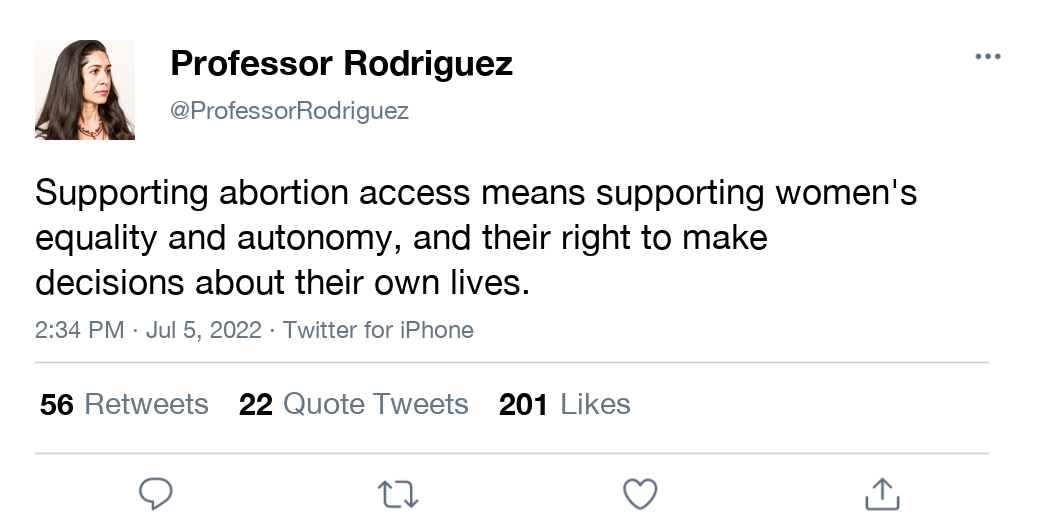 Professor Rodriguez
@ProfessorRodriguez
Supporting abortion access means supporting women's
equality and autonomy, and their right to make
decisions about their own lives.
2:34 PM · Jul 5, 2022 · Twitter for iPhone
56 Retweets 22 Quote Tweets 201 Likes